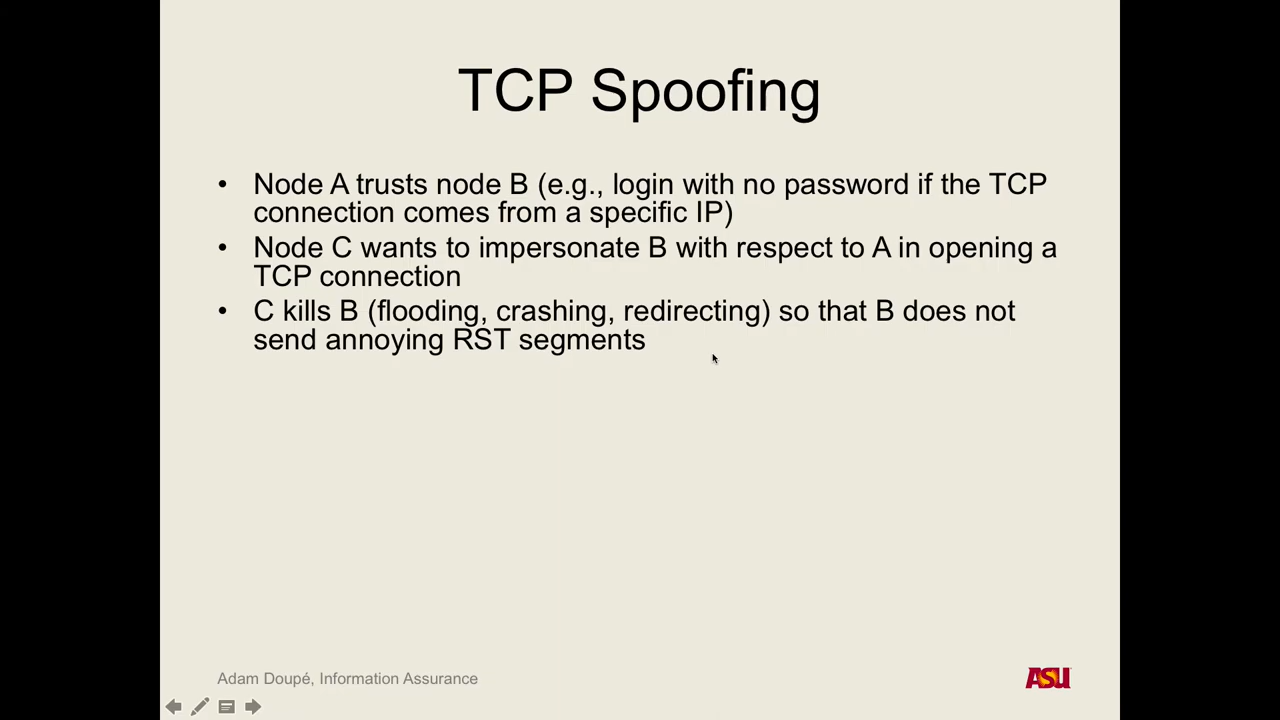 TCP Spoofing
• Node A trusts node B (e.g., login with no password if the TCP
connection comes from a specific IP)
• Node C wants to impersonate B with respect to A in opening a
TCP connection
• C kills B (flooding, crashing, redirecting) so that B does not
send annoying RST segments
Adam Doupé, Information Assurance
ASU